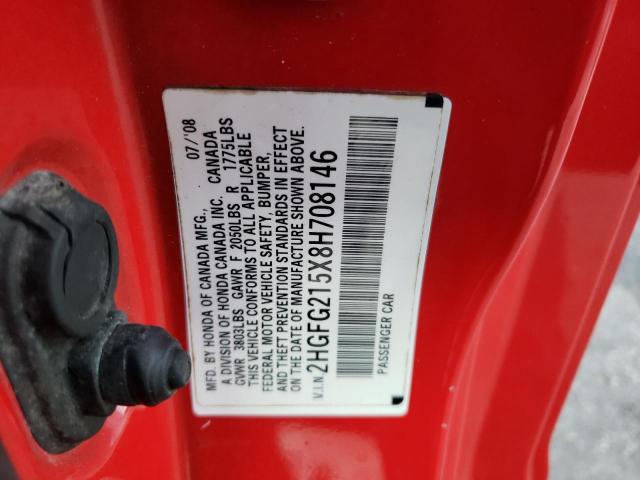 MFD. BY HONDA OF CANADA MFG., 07/'08
A DIVISION OF HONDA CANADA INC. CANADA
GVWR 3803LBS GAWR F 2050LBS R 1775LBS
THIS VEHICLE CONFORMS TO ALL APPLICABLE
FEDERAL MOTOR VEHICLE SAFETY, BUMPER,
AND THEFT PREVENTION STANDARDS IN EFFECT
ON THE DATE OF MANUFACTURE SHOWN ABOVE.
V.I.N. 2HGFG215X8H708146
PASSENGER CAR